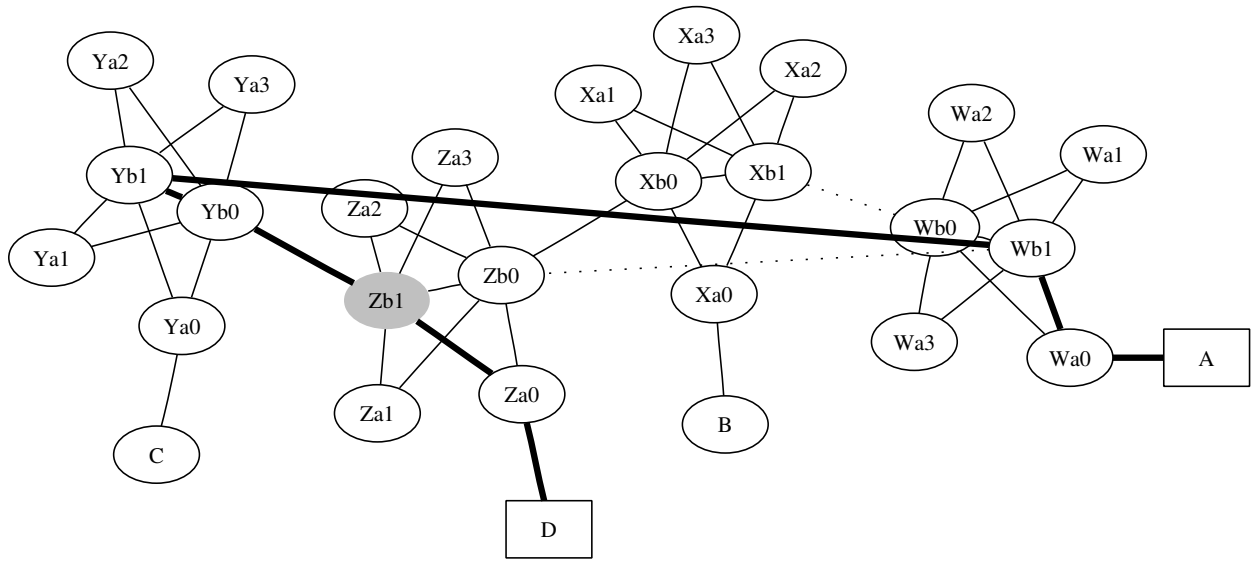 Xa3
Ya2
Xa2
Ya3
Xa1
Wa2
Wa1
Za3
Yb1
Xb1
Xb0
Za2
Yb0
Wb0
Wb1
Ya1
Zb0
Zb1
Xa0
Ya0
Wa3
Wa0
A
Za0
Za1
B
C
D